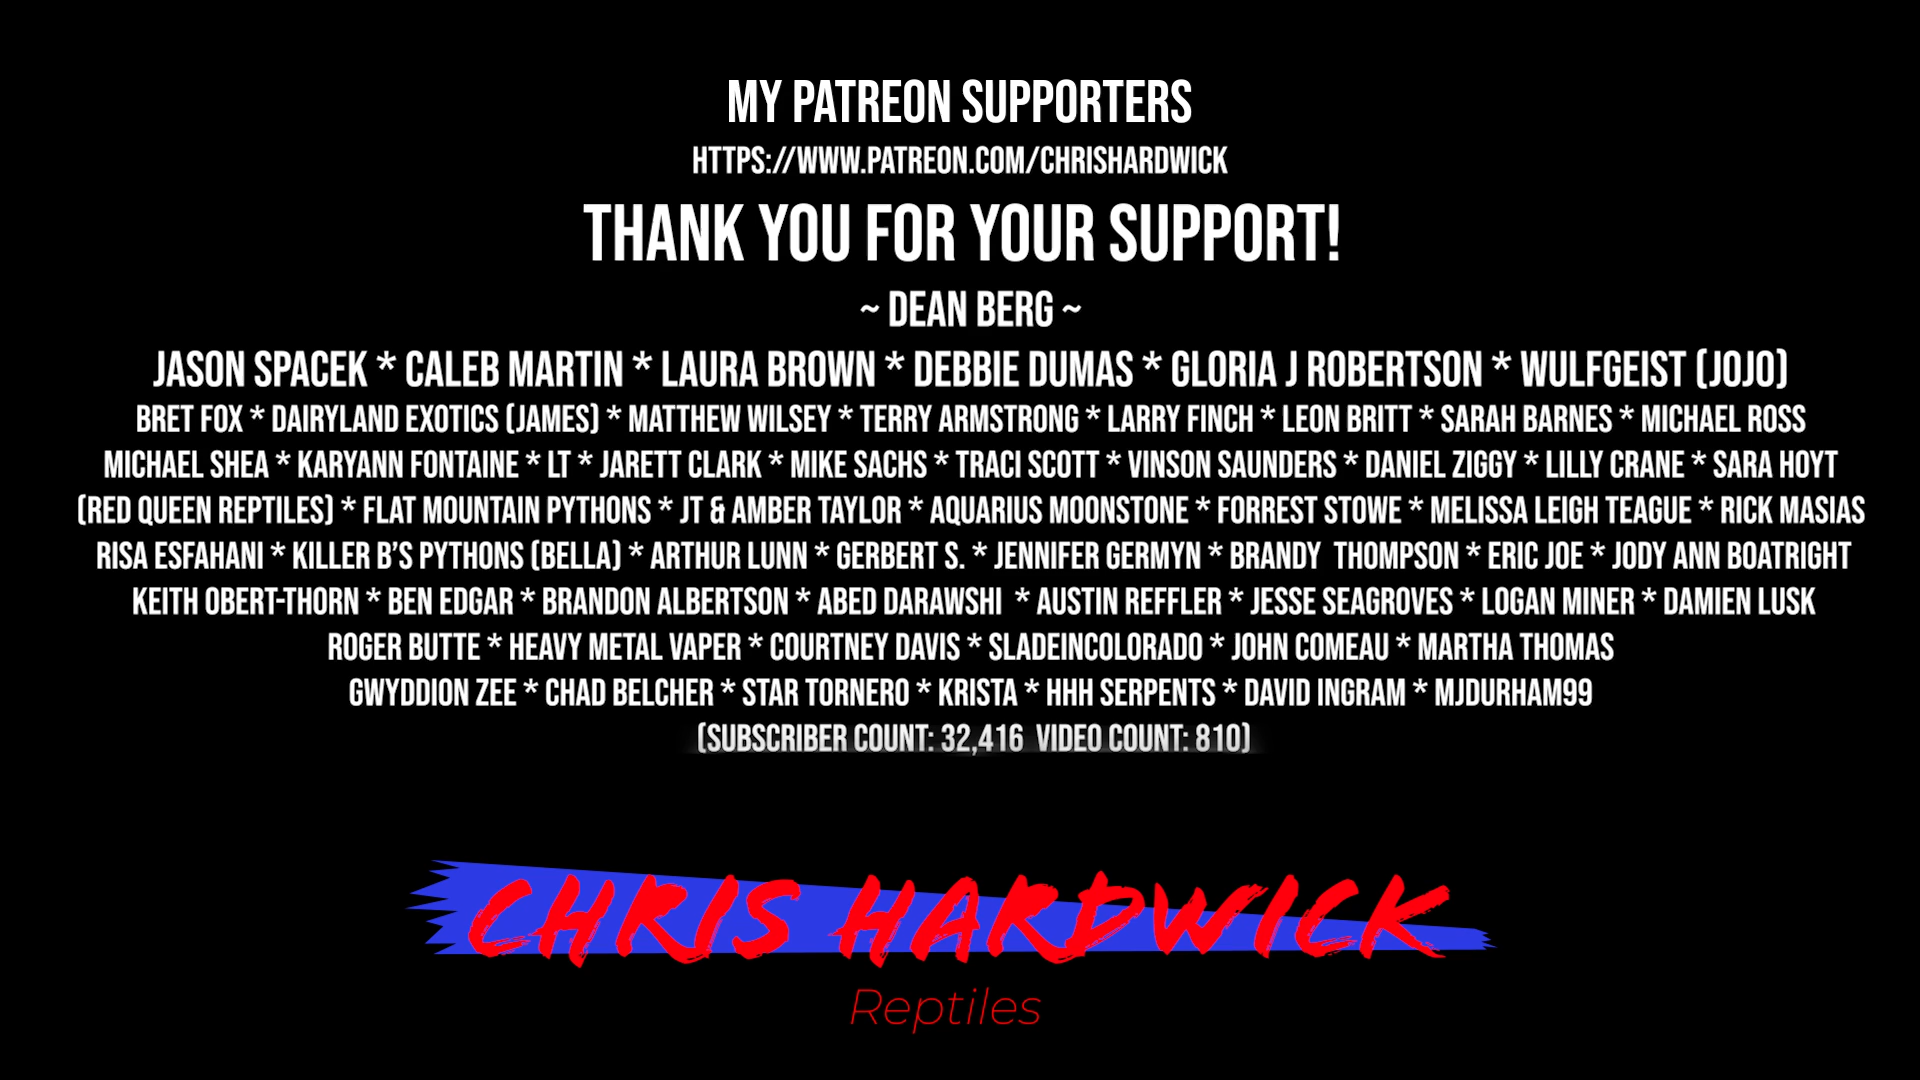 MY PATREON SUPPORTERS
HTTPS://WWW.PATREON.COM/CHRISHARDWICK
THANK YOU FOR YOUR SUPPORT!
~ DEAN BERG ~
JASON SPACEK * CALEB MARTIN * LAURA BROWN * DEBBIE DUMAS * GLORIA J ROBERTSON * WULFGEIST (JOJO)
BRET FOX * DAIRYLAND EXOTICS (JAMES) * MATTHEW WILSEY * TERRY ARMSTRONG * LARRY FINCH * LEON BRITT * SARAH BARNES * MICHAEL ROSS
MICHAEL SHEA * KARYANN FONTAINE * LT * JARETT CLARK * MIKE SACHS * TRACI SCOTT * VINSON SAUNDERS * DANIEL ZIGGY * LILLY CRANE * SARA HOYT
(RED QUEEN REPTILES) * FLAT MOUNTAIN PYTHONS * JT & AMBER TAYLOR * AQUARIUS MOONSTONE * FORREST STOWE * MELISSA LEIGH TEAGUE * RICK MASIAS
RISA ESFAHANI * KILLER B'S PYTHONS (BELLA) * ARTHUR LUNN * GERBERT S. * JENNIFER GERMYN * BRANDY  THOMPSON * ERIC JOE * JODY ANN BOATRIGHT
KEITH OBERT-THORN * BEN EDGAR * BRANDON ALBERTSON * ABED DARAWSHI  * AUSTIN REFFLER * JESSE SEAGROVES * LOGAN MINER * DAMIEN LUSK
ROGER BUTTE * HEAVY METAL VAPER * COURTNEY DAVIS * SLADEINCOLORADO * JOHN COMEAU * MARTHA THOMAS
GWYDDION ZEE * CHAD BELCHER * STAR TORNERO * KRISTA * HHH SERPENTS * DAVID INGRAM * MJDURHAM99
(SUBSCRIBER COUNT: 32,416  VIDEO COUNT: 810)
CHRIS HARDWICK
Reptiles